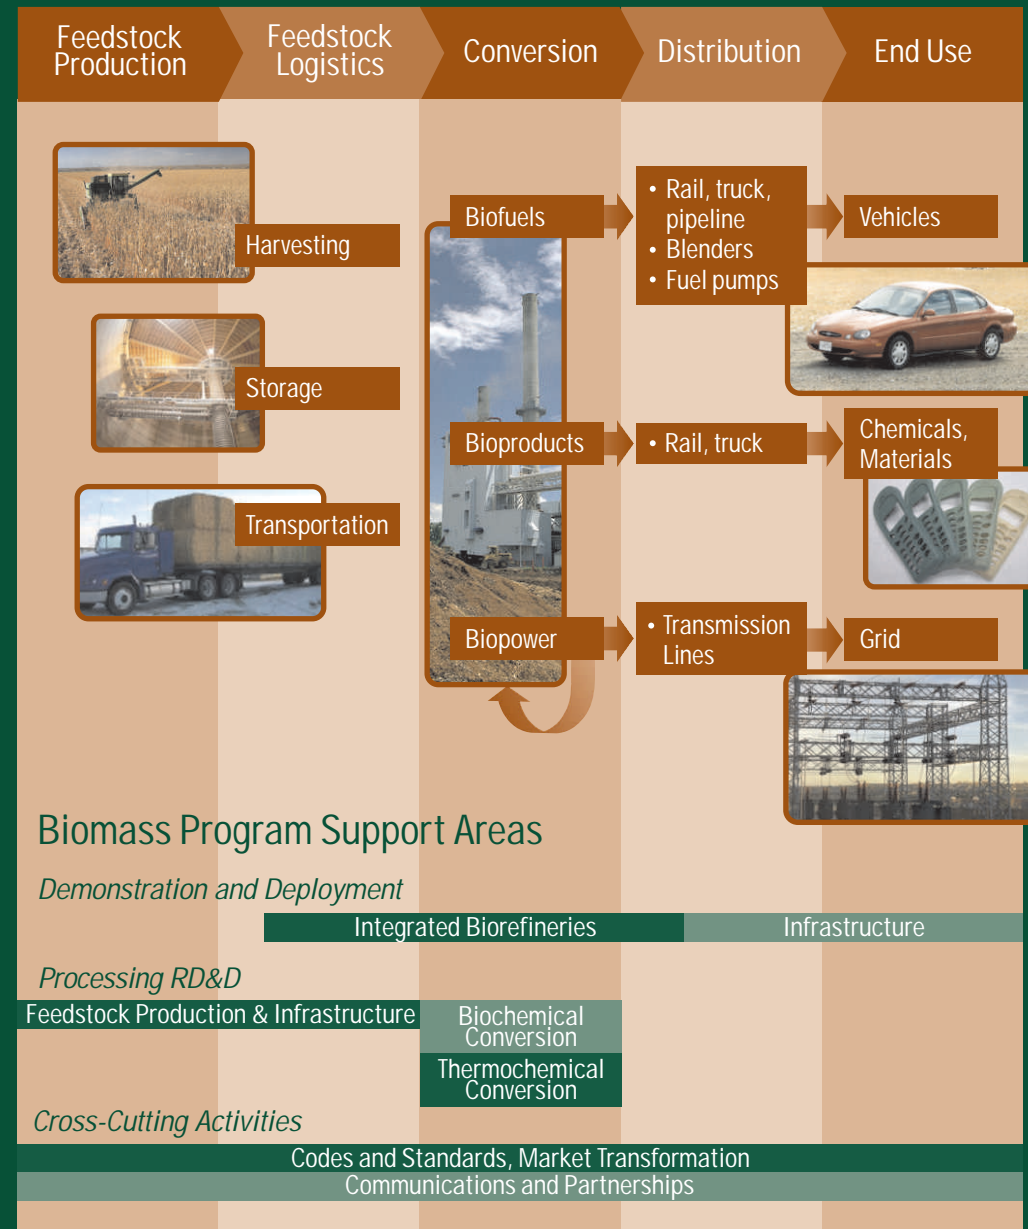 Feedstock
Production
Feedstock
Logistics
Conversion
Distribution
End Use
Harvesting
Storage
Transportation
Biofuels
• Rail, truck,
pipeline
• Blenders
• Fuel pumps
Vehicles
Bioproducts
• Rail, truck
Chemicals,
Materials
Biopower
• Transmission
Lines
Grid
Biomass Program Support Areas
Demonstration and Deployment
Integrated Biorefineries
Infrastructure
Processing RD&D
Feedstock Production & Infrastructure
Biochemical
Conversion
Thermochemical
Conversion
Cross-Cutting Activities
Codes and Standards, Market Transformation
Communications and Partnerships